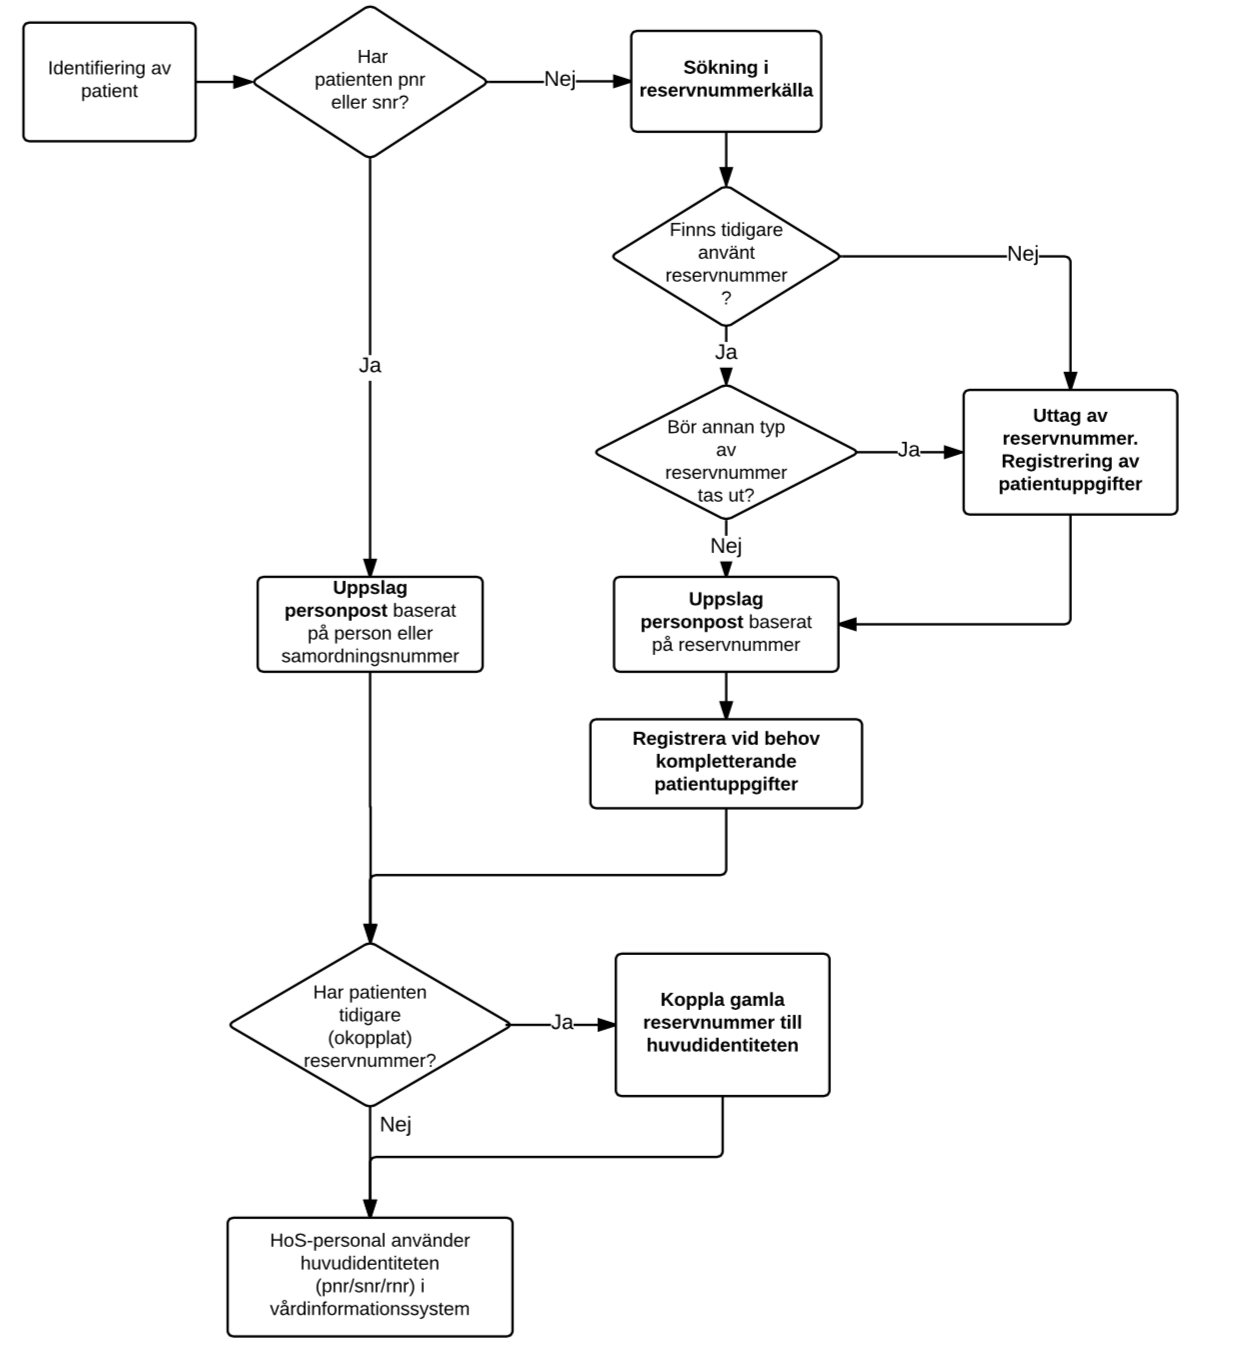 Identifiering av
patient
Har
patienten pnr
eller snr?
Nej
Sökning i
reservnummerkälla
Finns tidigare
använt
reservnummer
?
Nej
Ja
Ja
Bör annan typ
av
reservnummer
tas ut?
Ja
Uttag av
reservnummer.
Registrering av
patientuppgifter
Nej
Uppslag
personpost baserat
på person eller
samordningsnummer
Uppslag
personpost baserat
på reservnummer
Registrera vid behov
kompletterande
patientuppgifter
Har patienten
tidigare
(okopplat)
reservnummer?
Ja
Koppla gamla
reservnummer till
huvudidentiteten
Nej
HoS-personal använder
huvudidentiteten
(pnr/snr/rnr) i
vårdinformationssystem